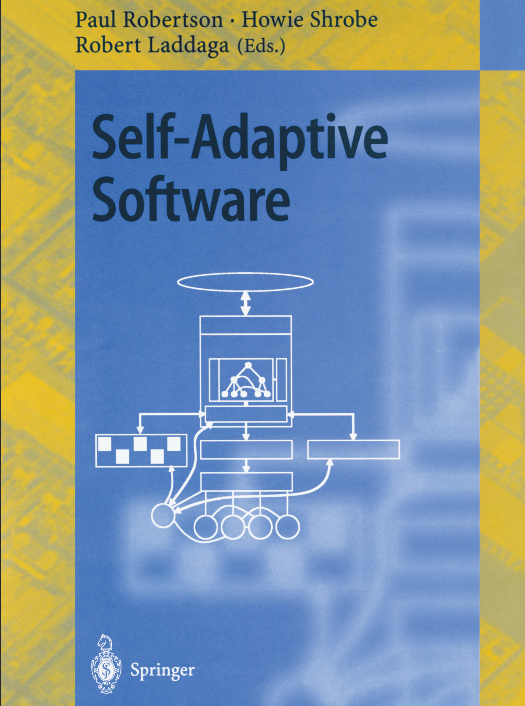 Paul Robertson · Howie Shrobe
Robert Laddaga (Eds.)
Self-Adaptive
Software
Springer